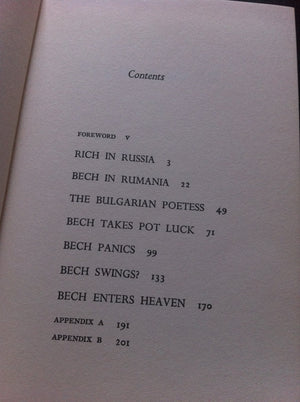 Contents
FOREWORD v
RICH IN RUSSIA 3
BECH IN RUMANIA 22
THE BULGARIAN POETESS 49
BECH TAKES POT LUCK 71
BECH PANICS 99
BECH SWINGS? 133
BECH ENTERS HEAVEN 170
APPENDIX A 191
APPENDIX B 201